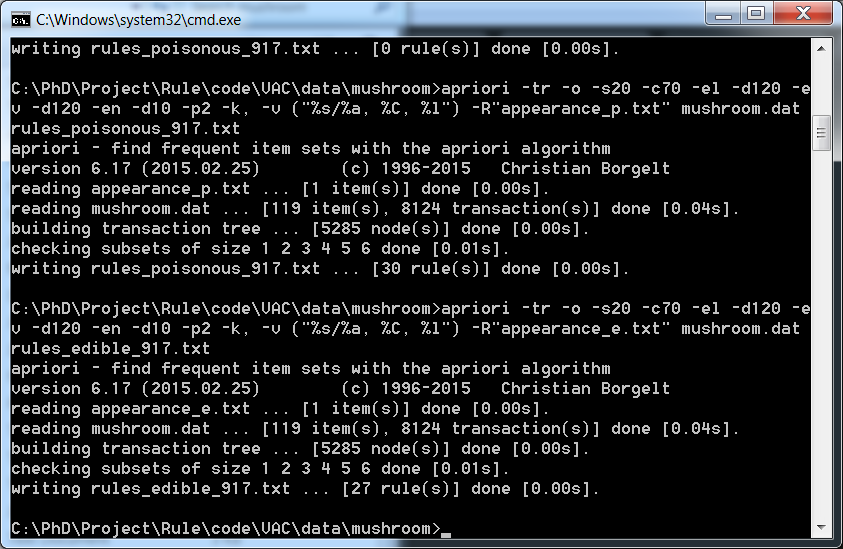 C:\Windows\system32\cmd.exe
writing rules_poisonous_917.txt ... [0 rule(s)] done [0.00s].
C:\PhD\Project\Rule\code\VAC\data\mushroom>apriori -tr -o -s20 -c70 -el -d120 -e
v -d120 -en -d10 -p2 -k, -v ("%s/%a, %C, %l") -R"appearance_p.txt" mushroom.dat
rules_poisonous_917.txt
apriori - find frequent item sets with the apriori algorithm
version 6.17 (2015.02.25)        (c) 1996-2015   Christian Borgelt
reading appearance_p.txt ... [1 item(s)] done [0.00s].
reading mushroom.dat ... [119 item(s), 8124 transaction(s)] done [0.04s].
building transaction tree ... [5285 node(s)] done [0.00s].
checking subsets of size 1 2 3 4 5 6 done [0.01s].
writing rules_poisonous_917.txt ... [30 rule(s)] done [0.00s].
C:\PhD\Project\Rule\code\VAC\data\mushroom>apriori -tr -o -s20 -c70 -el -d120 -e
v -d120 -en -d10 -p2 -k, -v ("%s/%a, %C, %l") -R"appearance_e.txt" mushroom.dat
rules_edible_917.txt
apriori - find frequent item sets with the apriori algorithm
version 6.17 (2015.02.25)        (c) 1996-2015   Christian Borgelt
reading appearance_e.txt ... [1 item(s)] done [0.00s].
reading mushroom.dat ... [119 item(s), 8124 transaction(s)] done [0.04s].
building transaction tree ... [5285 node(s)] done [0.00s].
checking subsets of size 1 2 3 4 5 6 done [0.01s].
writing rules_edible_917.txt ... [27 rule(s)] done [0.00s].
C:\PhD\Project\Rule\code\VAC\data\mushroom>_